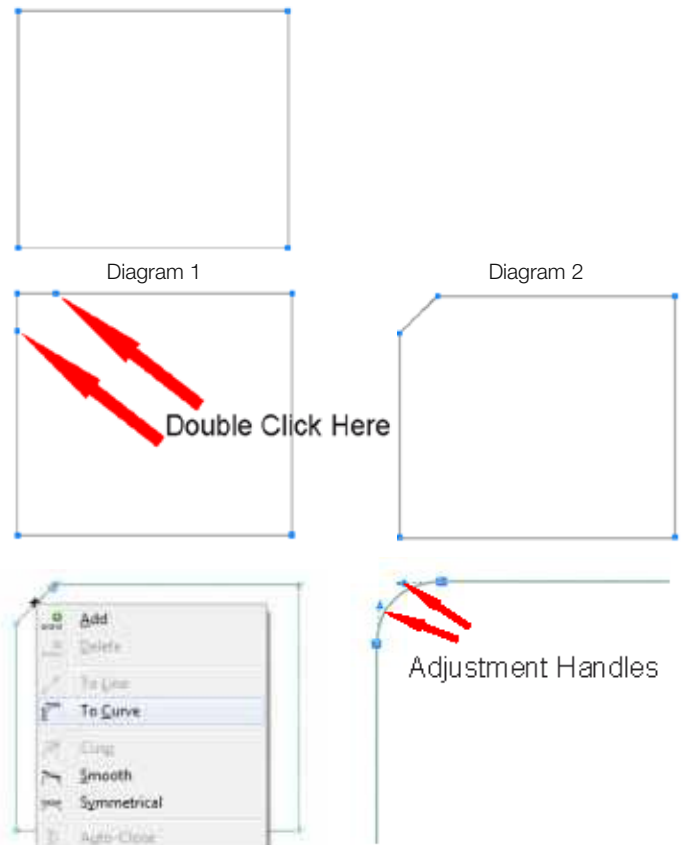 Diagram 1
Diagram 2
Double Click Here
Add
Delete
To Line
To Curve
Cusp
Smooth
Symmetrical
Auto-Close
Adjustment Handles